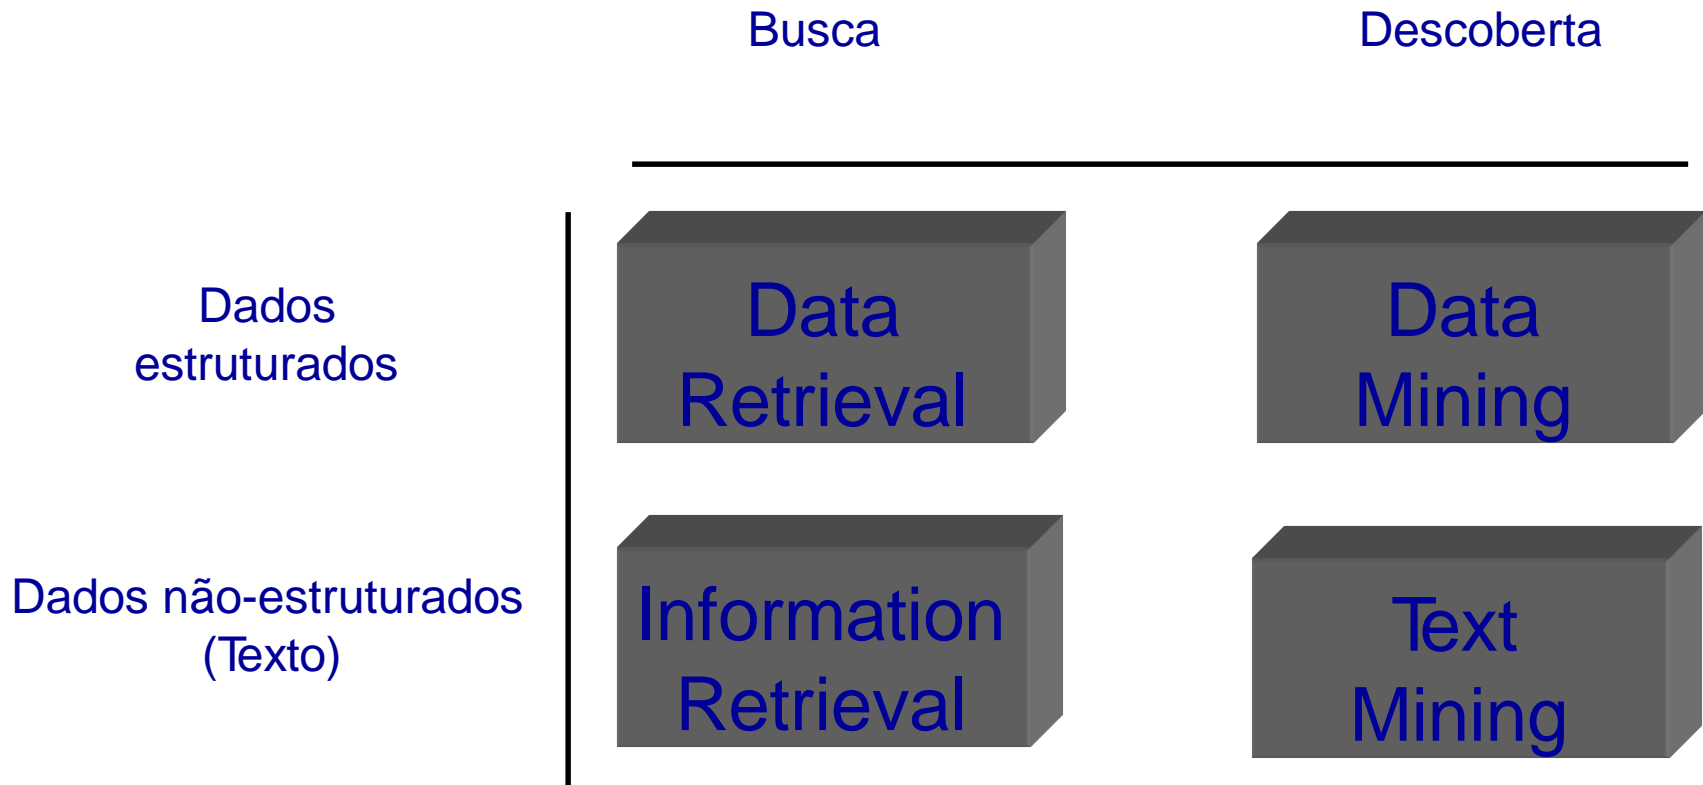 Busca
Descoberta
Dados
estruturados
Data
Retrieval
Data
Mining
Dados não-estruturados
(Texto)
Information
Retrieval
Text
Mining